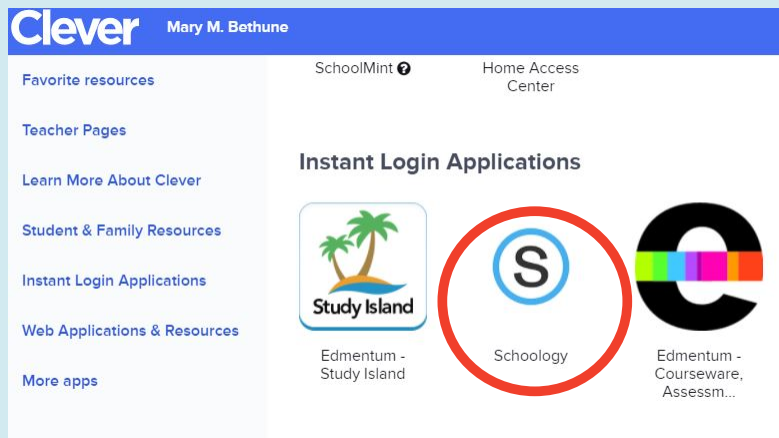 Clever Mary M. Bethune
Favorite resources
Teacher Pages
Learn More About Clever
Student & Family Resources
Instant Login Applications
Web Applications & Resources
More apps
SchoolMint ?
Home Access
Center
Instant Login Applications
Study Island
Edmentum -
Study Island
S
Schoology
e
Edmentum -
Courseware,
Assessm...